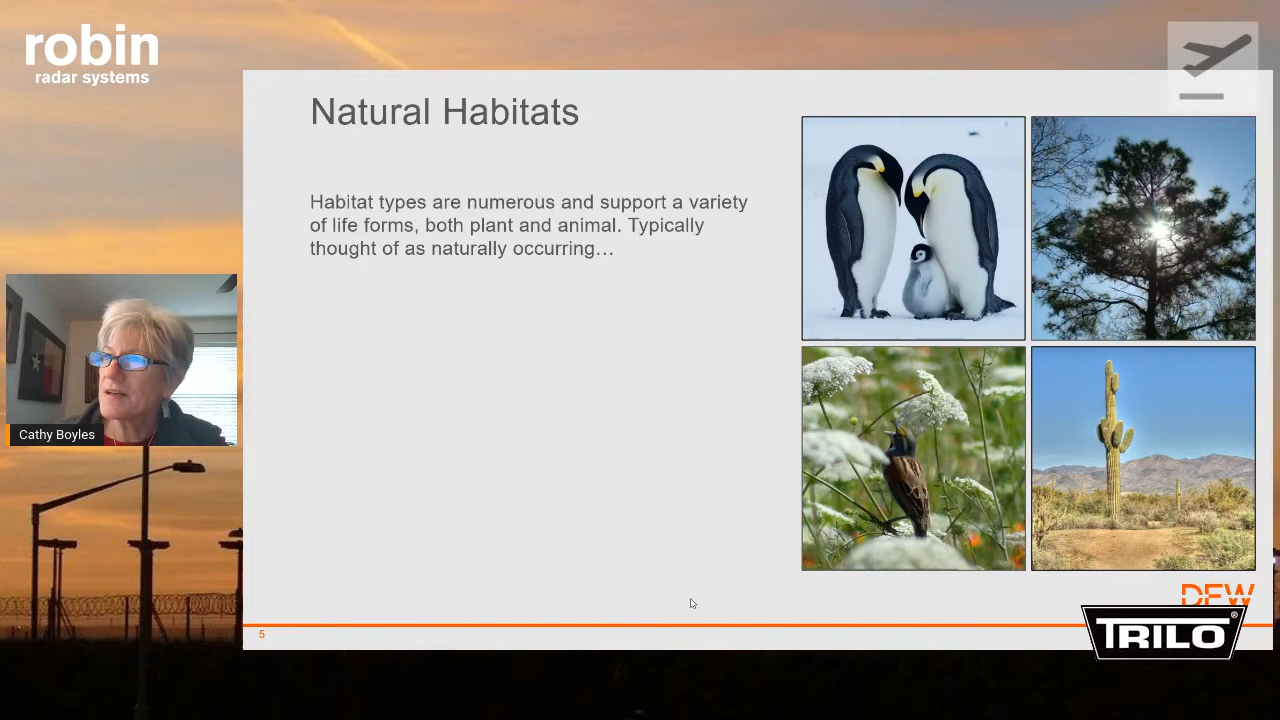 robin
radar systems
Natural Habitats
Habitat types are numerous and support a variety
of life forms, both plant and animal. Typically
thought of as naturally occurring…
Cathy Boyles
DFW
TRILO®
5